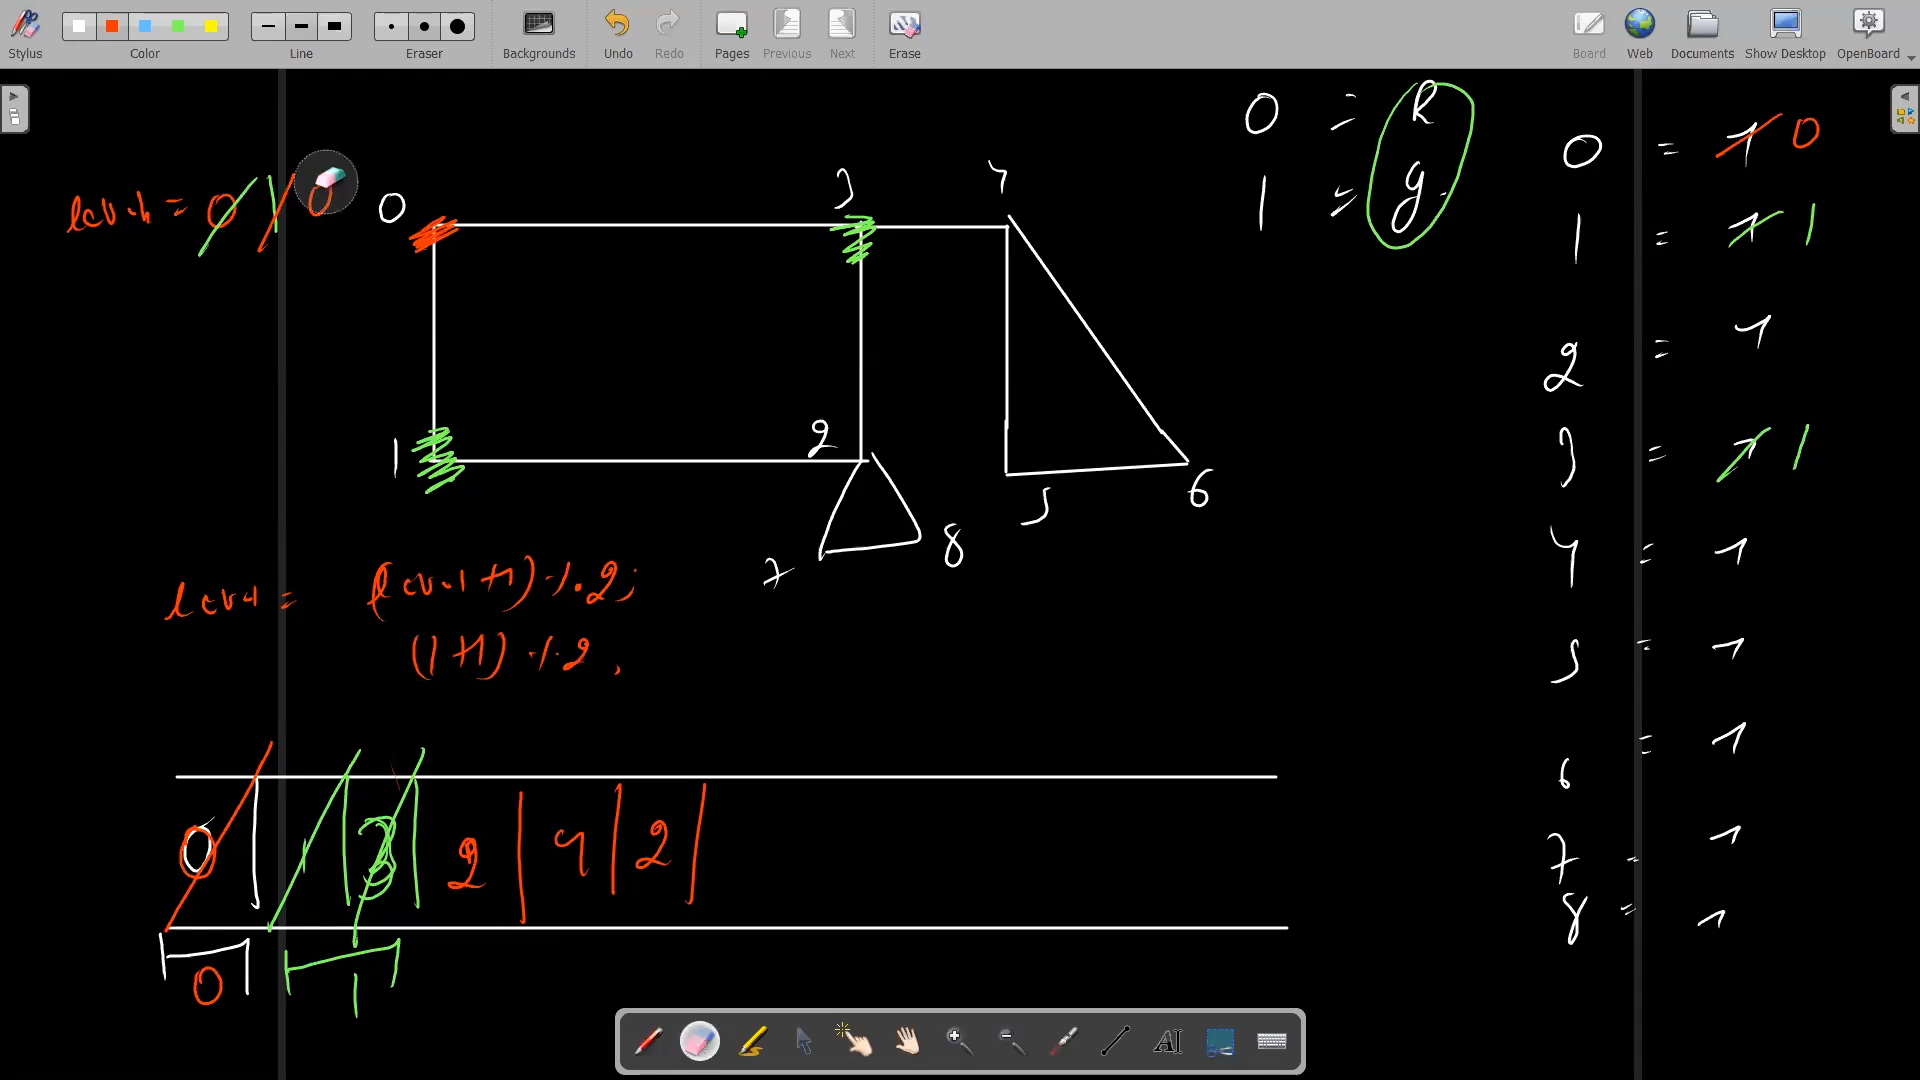 Stylus Color Line Eraser Backgrounds Undo Redo Pages Previous Next Erase Board Web Documents Show Desktop OpenBoard
0 = R
1 = g
level = 0 1 0
0
3
4
1
2
5
6
7
8
level = (level+1)%2;
(1+1)%2,
0 1 3 2 4 2
0
1
0 = -1 0
1 = -1 1
2 = -1
3 = -1 1
4 = -1
5 = -1
6 = -1
7 = -1
8 = -1